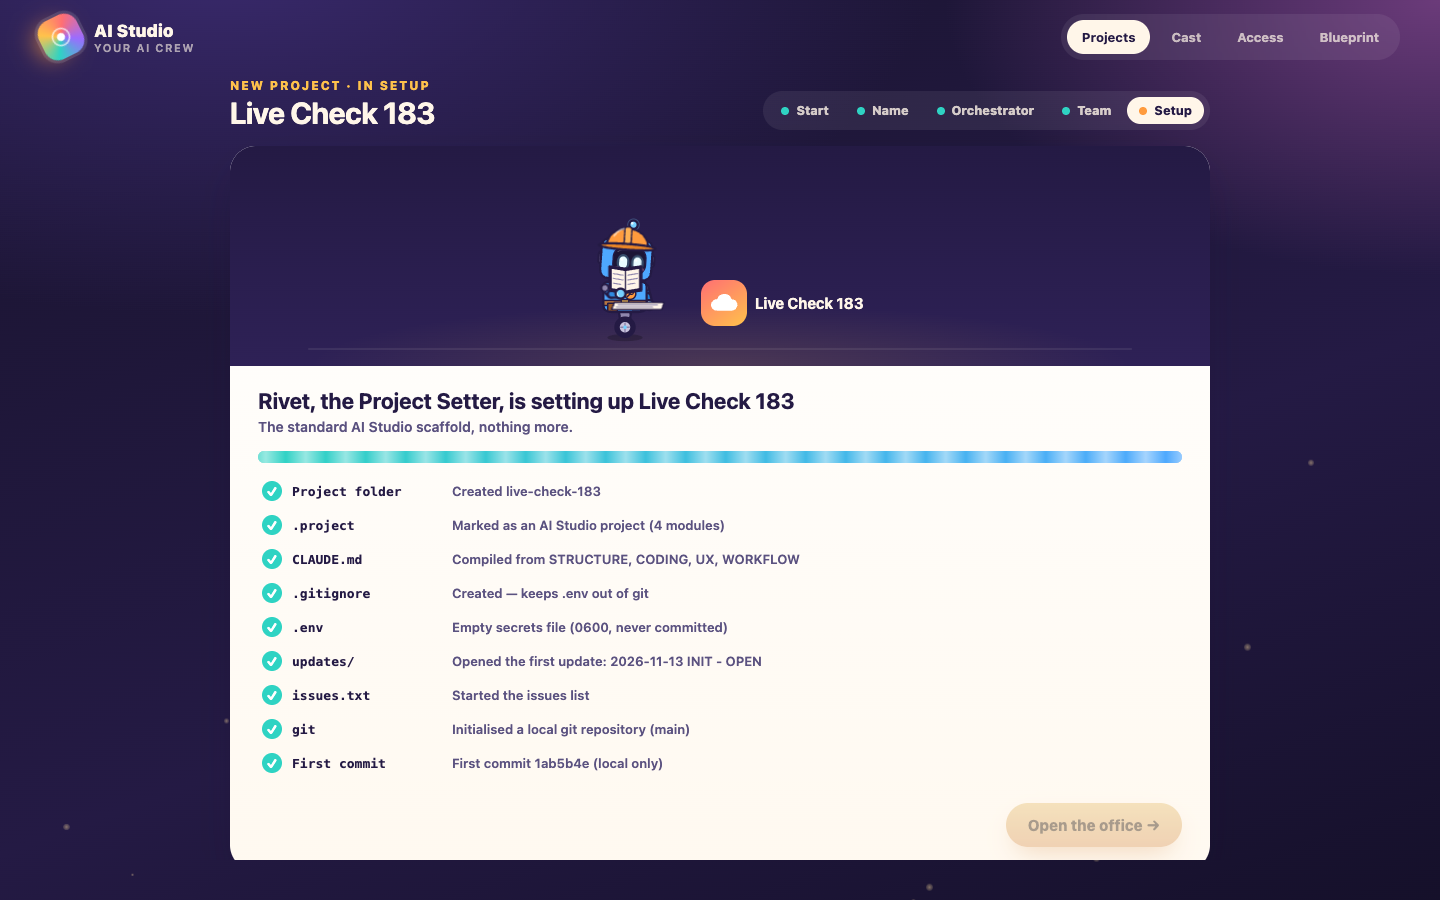 AI Studio
YOUR AI CREW
Projects Cast Access Blueprint
NEW PROJECT · IN SETUP
Live Check 183
Start Name Orchestrator Team Setup
Live Check 183
Rivet, the Project Setter, is setting up Live Check 183
The standard AI Studio scaffold, nothing more.
Project folder Created live-check-183
.project Marked as an AI Studio project (4 modules)
CLAUDE.md Compiled from STRUCTURE, CODING, UX, WORKFLOW
.gitignore Created — keeps .env out of git
.env Empty secrets file (0600, never committed)
updates/ Opened the first update: 2026-11-13 INIT - OPEN
issues.txt Started the issues list
git Initialised a local git repository (main)
First commit First commit 1ab5b4e (local only)
Open the office →